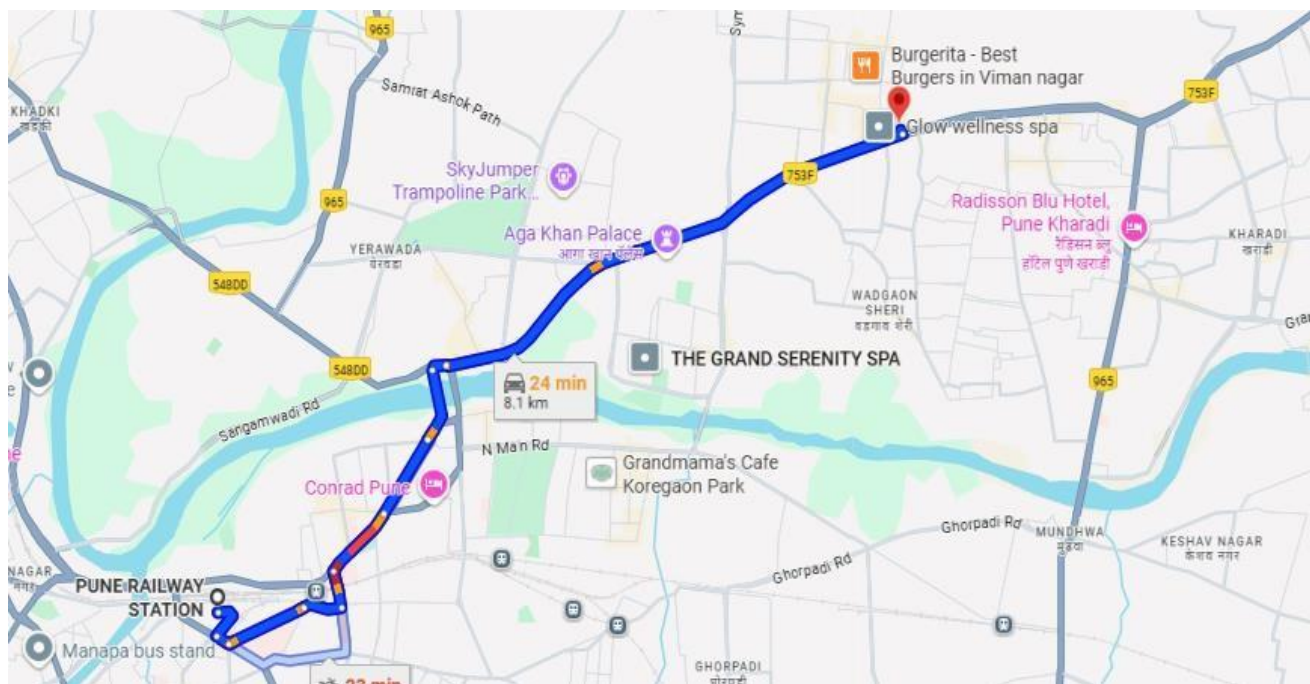 965
KHADKI
खडकी
Samrat Ashok Path
Burgerita - Best
Burgers in Viman nagar
753F
Glow wellness spa
SkyJumper
Trampoline Park...
753F
965
YERAWADA
येरवडा
Aga Khan Palace
आगा खान पॅलेस
Radisson Blu Hotel,
Pune Kharadi
रॅडिसन ब्लू
हॉटेल पुणे खराडी
KHARADI
खराडी
548DD
WADGAON
SHERI
वडगाव शेरी
548DD
THE GRAND SERENITY SPA
24 min
8.1 km
965
Sangamwadi Rd
N Main Rd
Conrad Pune
Grandmama's Cafe
Koregaon Park
Ghorpadi Rd
MUNDHWA
मुंढवा
KESHAV NAGAR
केशव नगर
Ghorpadi Rd
NAGAR
नगर
PUNE RAILWAY
STATION
Manapa bus stand
GHORPADI
घोरपडी